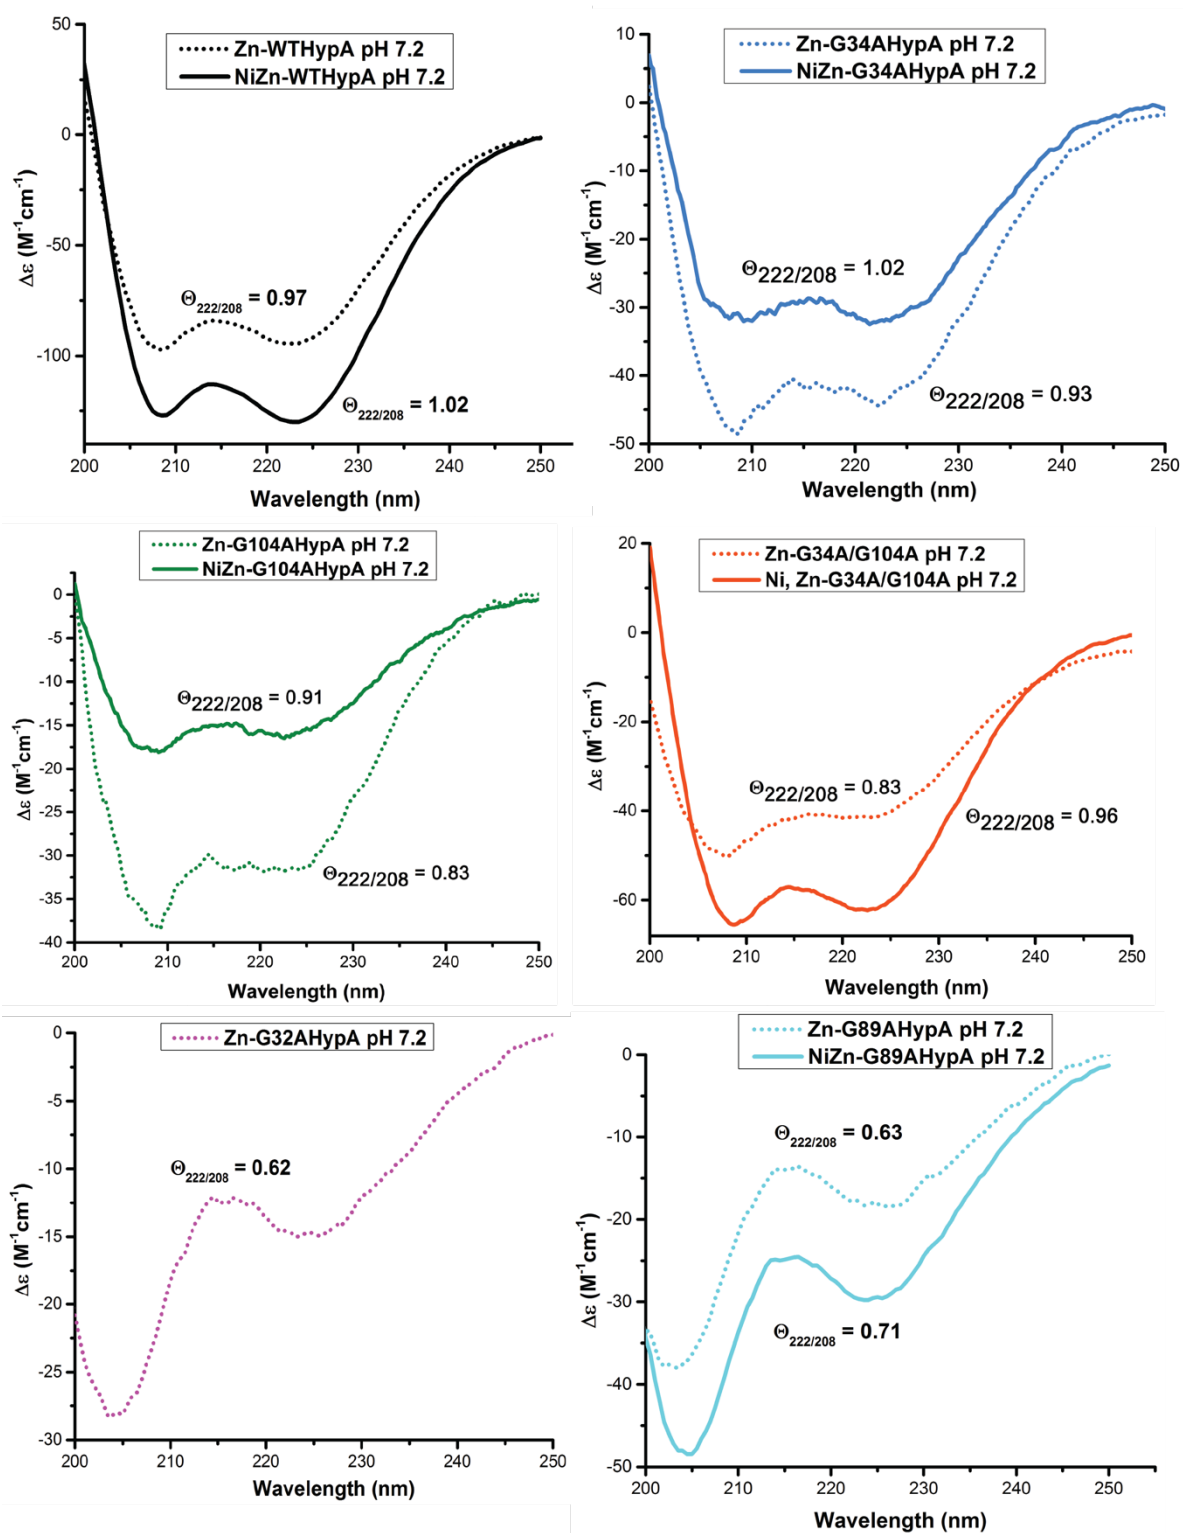 Zn-WTHypA pH 7.2
NiZn-WTHypA pH 7.2
50
0
-50
-100
Δε (M⁻¹cm⁻¹)
Θ222/208 = 0.97
Θ222/208 = 1.02
200 210 220 230 240 250
Wavelength (nm)
Zn-G34AHypA pH 7.2
NiZn-G34AHypA pH 7.2
10
0
-10
-20
-30
-40
-50
Δε (M⁻¹cm⁻¹)
Θ222/208 = 1.02
Θ222/208 = 0.93
200 210 220 230 240 250
Wavelength (nm)
Zn-G104AHypA pH 7.2
NiZn-G104AHypA pH 7.2
0
-5
-10
-15
-20
-25
-30
-35
-40
Δε (M⁻¹cm⁻¹)
Θ222/208 = 0.91
Θ222/208 = 0.83
200 210 220 230 240 250
Wavelength (nm)
Zn-G34A/G104A pH 7.2
Ni, Zn-G34A/G104A pH 7.2
20
0
-20
-40
-60
Δε (M⁻¹cm⁻¹)
Θ222/208 = 0.83
Θ222/208 = 0.96
200 210 220 230 240 250
Wavelength (nm)
Zn-G32AHypA pH 7.2
0
-5
-10
-15
-20
-25
-30
Δε (M⁻¹cm⁻¹)
Θ222/208 = 0.62
200 210 220 230 240 250
Wavelength (nm)
Zn-G89AHypA pH 7.2
NiZn-G89AHypA pH 7.2
0
-10
-20
-30
-40
-50
Δε (M⁻¹cm⁻¹)
Θ222/208 = 0.63
Θ222/208 = 0.71
200 210 220 230 240 250
Wavelength (nm)